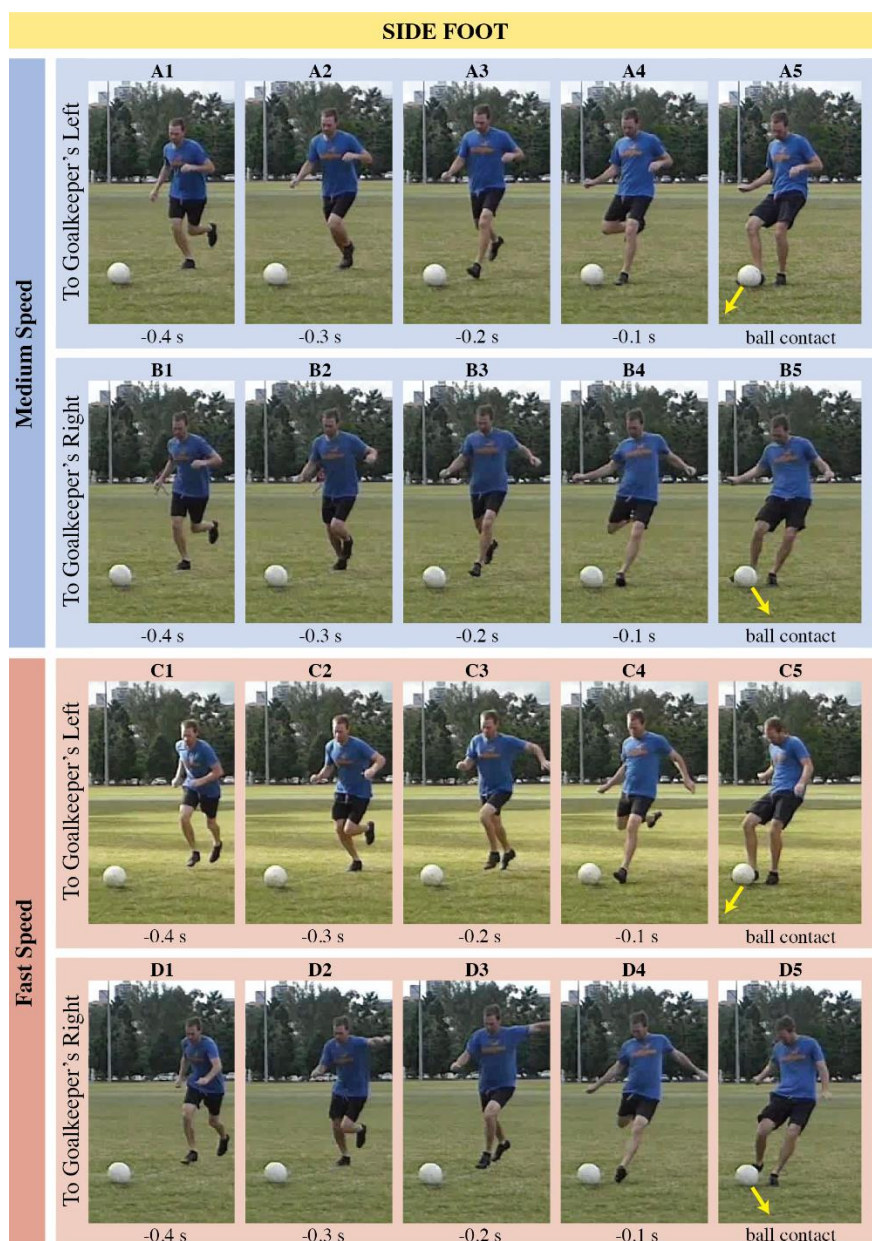 SIDE FOOT
Medium Speed
To Goalkeeper's Left
A1 A2 A3 A4 A5
-0.4 s -0.3 s -0.2 s -0.1 s ball contact
To Goalkeeper's Right
B1 B2 B3 B4 B5
-0.4 s -0.3 s -0.2 s -0.1 s ball contact
Fast Speed
To Goalkeeper's Left
C1 C2 C3 C4 C5
-0.4 s -0.3 s -0.2 s -0.1 s ball contact
To Goalkeeper's Right
D1 D2 D3 D4 D5
-0.4 s -0.3 s -0.2 s -0.1 s ball contact